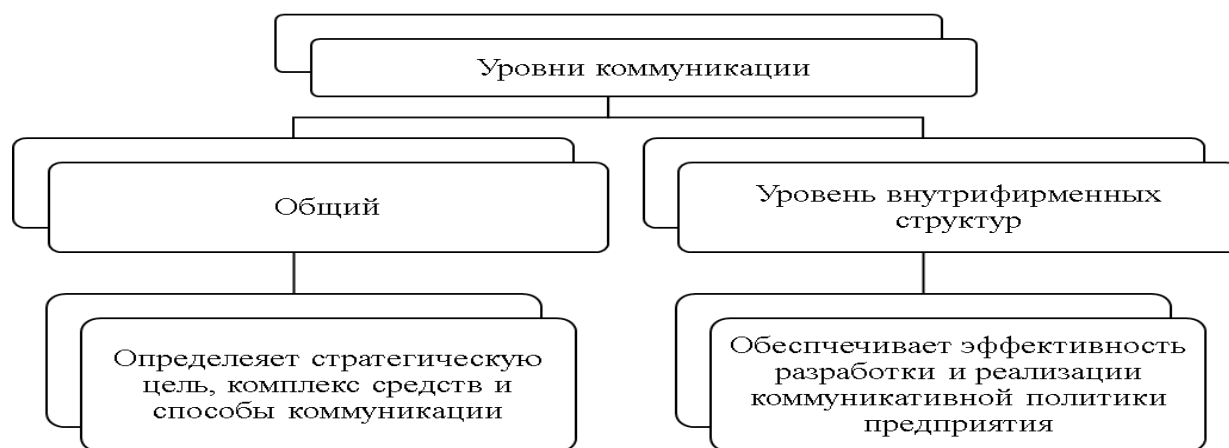 Уровни коммуникации
Общий
Уровень внутрифирменных
структур
Определеяет стратегическую
цель, комплекс средств и
способы коммуникации
Обеспчечивает эффективность
разработки и реализации
коммуникативной политики
предприятия